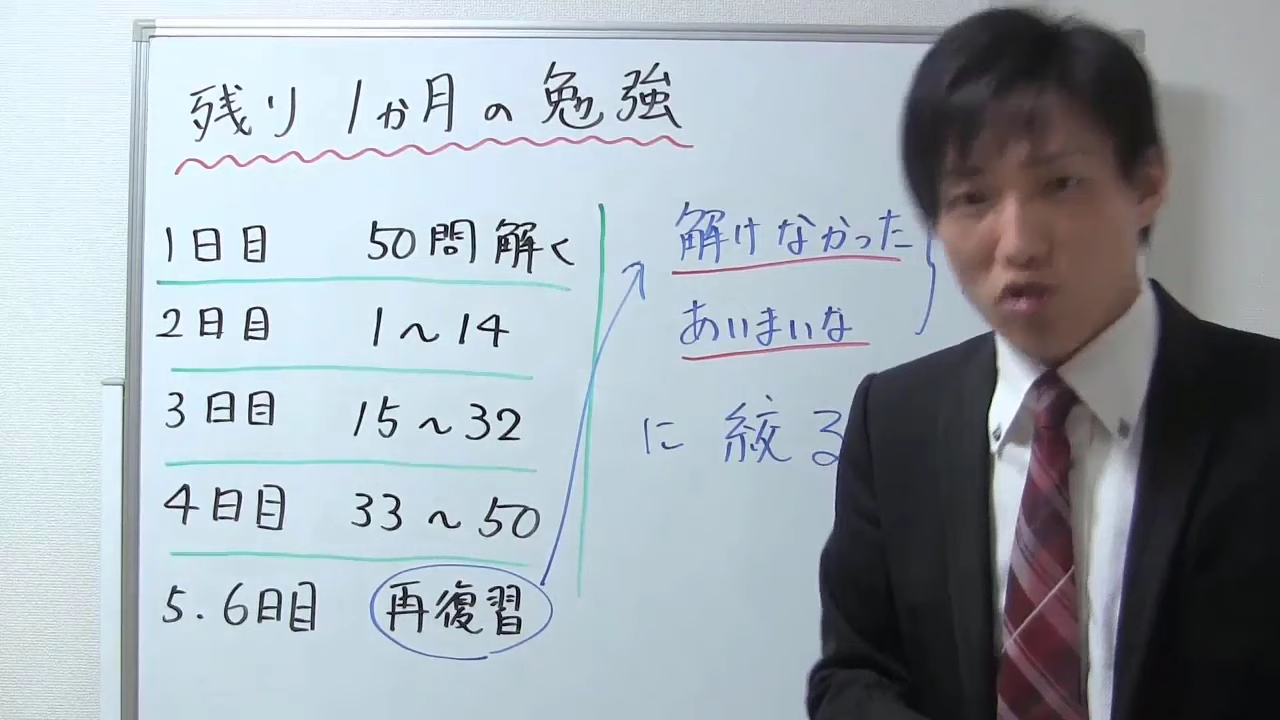 残り1か月の勉強
1日目 50問解く
2日目 1～14
3日目 15～32
4日目 33～50
5.6日目 再復習
解けなかった
あいまいな
に絞る